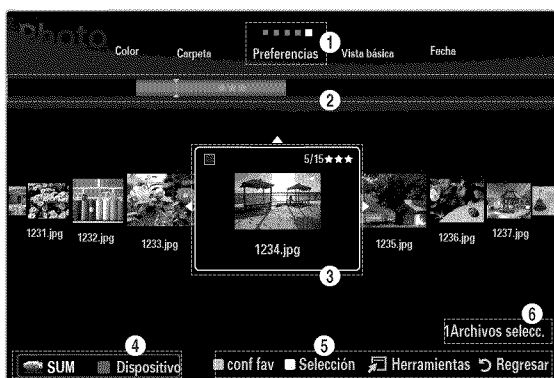 Photo
Color Carpeta Preferencias Vista básica Fecha
1
2
5/15★★★
1231.jpg 1232.jpg 1233.jpg 1234.jpg 1235.jpg 1236.jpg 1237.jpg
3
6
1Archivos selecc.
4 5
SUM Dispositivo conf fav Selección Herramientas Regresar